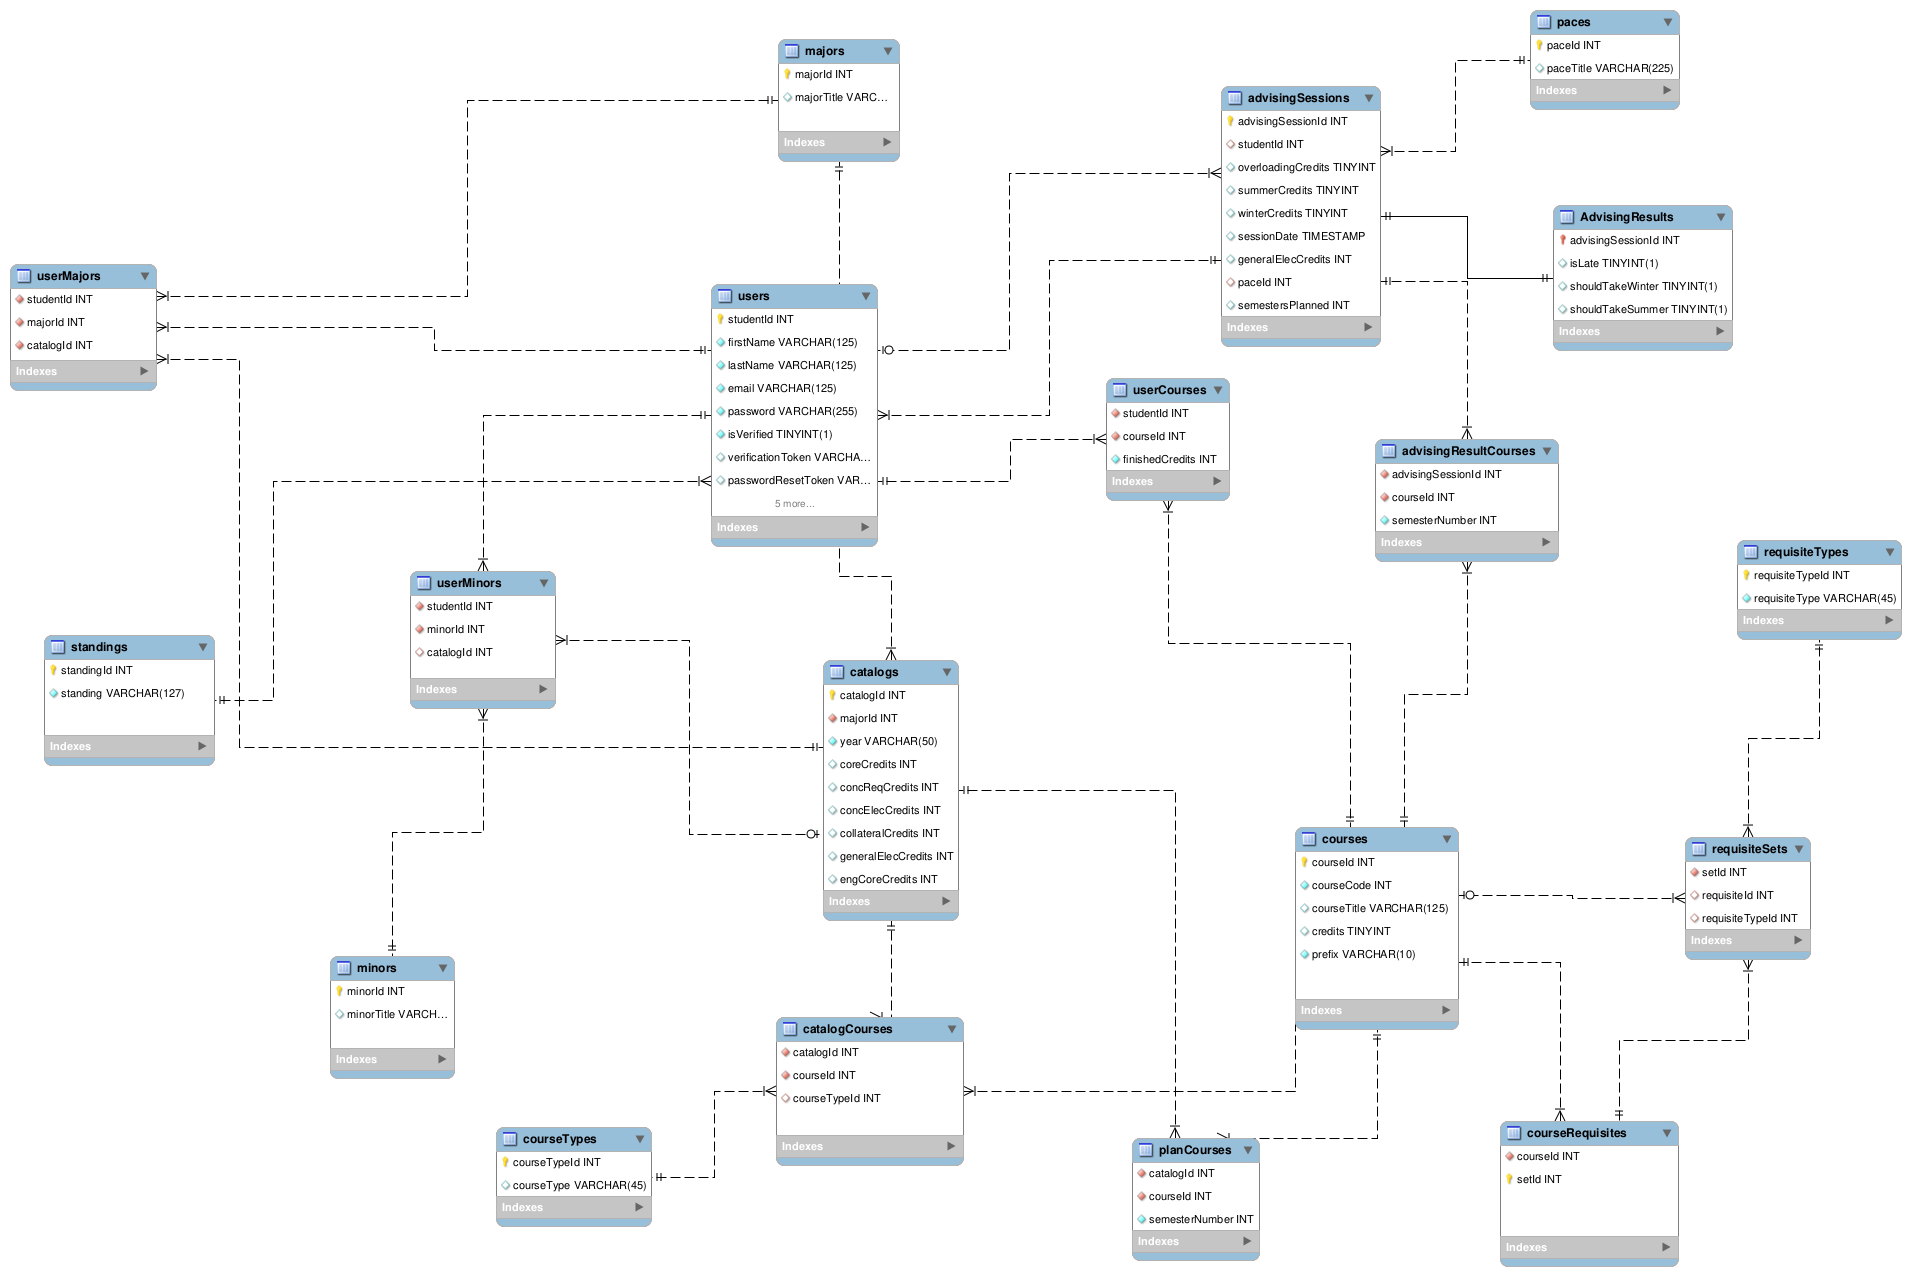 paces
paceId INT
paceTitle VARCHAR(225)
Indexes
majors
majorId INT
majorTitle VARC...
Indexes
advisingSessions
advisingSessionId INT
studentId INT
overloadingCredits TINYINT
summerCredits TINYINT
winterCredits TINYINT
sessionDate TIMESTAMP
generalElecCredits INT
paceId INT
semestersPlanned INT
Indexes
AdvisingResults
advisingSessionId INT
isLate TINYINT(1)
shouldTakeWinter TINYINT(1)
shouldTakeSummer TINYINT(1)
Indexes
userMajors
studentId INT
majorId INT
catalogId INT
Indexes
users
studentId INT
firstName VARCHAR(125)
lastName VARCHAR(125)
email VARCHAR(125)
password VARCHAR(255)
isVerified TINYINT(1)
verificationToken VARCHA...
passwordResetToken VAR...
5 more...
Indexes
userCourses
studentId INT
courseId INT
finishedCredits INT
Indexes
advisingResultCourses
advisingSessionId INT
courseId INT
semesterNumber INT
Indexes
requisiteTypes
requisiteTypeId INT
requisiteType VARCHAR(45)
Indexes
userMinors
studentId INT
minorId INT
catalogId INT
Indexes
standings
standingId INT
standing VARCHAR(127)
Indexes
catalogs
catalogId INT
majorId INT
year VARCHAR(50)
coreCredits INT
concReqCredits INT
concElecCredits INT
collateralCredits INT
generalElecCredits INT
engCoreCredits INT
Indexes
courses
courseId INT
courseCode INT
courseTitle VARCHAR(125)
credits TINYINT
prefix VARCHAR(10)
Indexes
requisiteSets
setId INT
requisiteId INT
requisiteTypeId INT
Indexes
minors
minorId INT
minorTitle VARCH...
Indexes
catalogCourses
catalogId INT
courseId INT
courseTypeId INT
Indexes
courseTypes
courseTypeId INT
courseType VARCHAR(45)
Indexes
planCourses
catalogId INT
courseId INT
semesterNumber INT
Indexes
courseRequisites
courseId INT
setId INT
Indexes